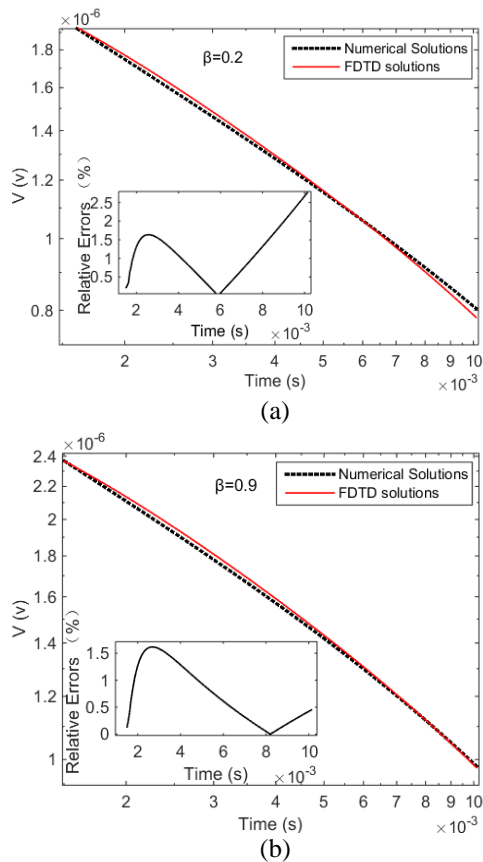 ×10⁻⁶
1.8
1.6
1.4
1.2
1
0.8
V (v)
β=0.2
Numerical Solutions
FDTD solutions
Relative Errors (%)
2.5
2
1.5
1
0.5
2 4 6 8 10
Time (s) ×10⁻³
2 3 4 5 6 7 8 9 10
Time (s)
×10⁻³
(a)
×10⁻⁶
2.4
2.2
2
1.8
1.6
1.4
1.2
1
V (v)
β=0.9
Numerical Solutions
FDTD solutions
Relative Errors (%)
1.5
1
0.5
0
2 4 6 8 10
Time (s) ×10⁻³
2 3 4 5 6 7 8 9 10
Time (s)
×10⁻³
(b)